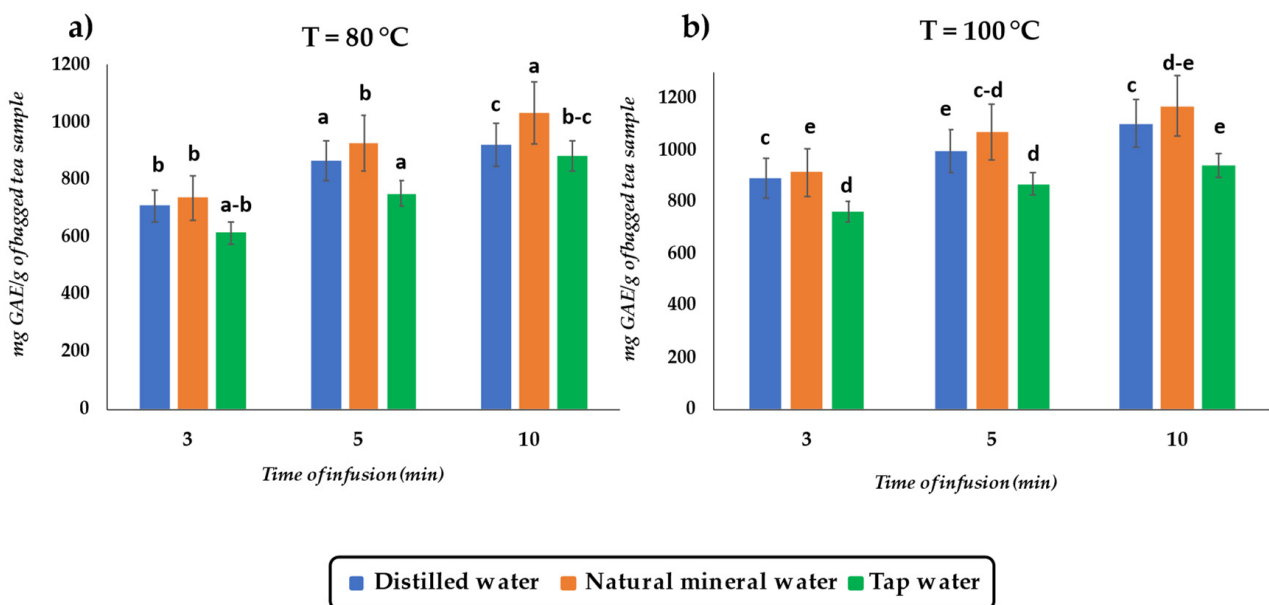 a)
T = 80 °C
mg GAE/g of bagged tea sample
1200
1000
800
600
400
200
0
b b a-b
a b a
c a b-c
3 5 10
Time of infusion (min)
b)
T = 100 °C
mg GAE/g of bagged tea sample
1200
1000
800
600
400
200
0
c e d
e c-d d
c d-e e
3 5 10
Time of infusion (min)
Distilled water Natural mineral water Tap water